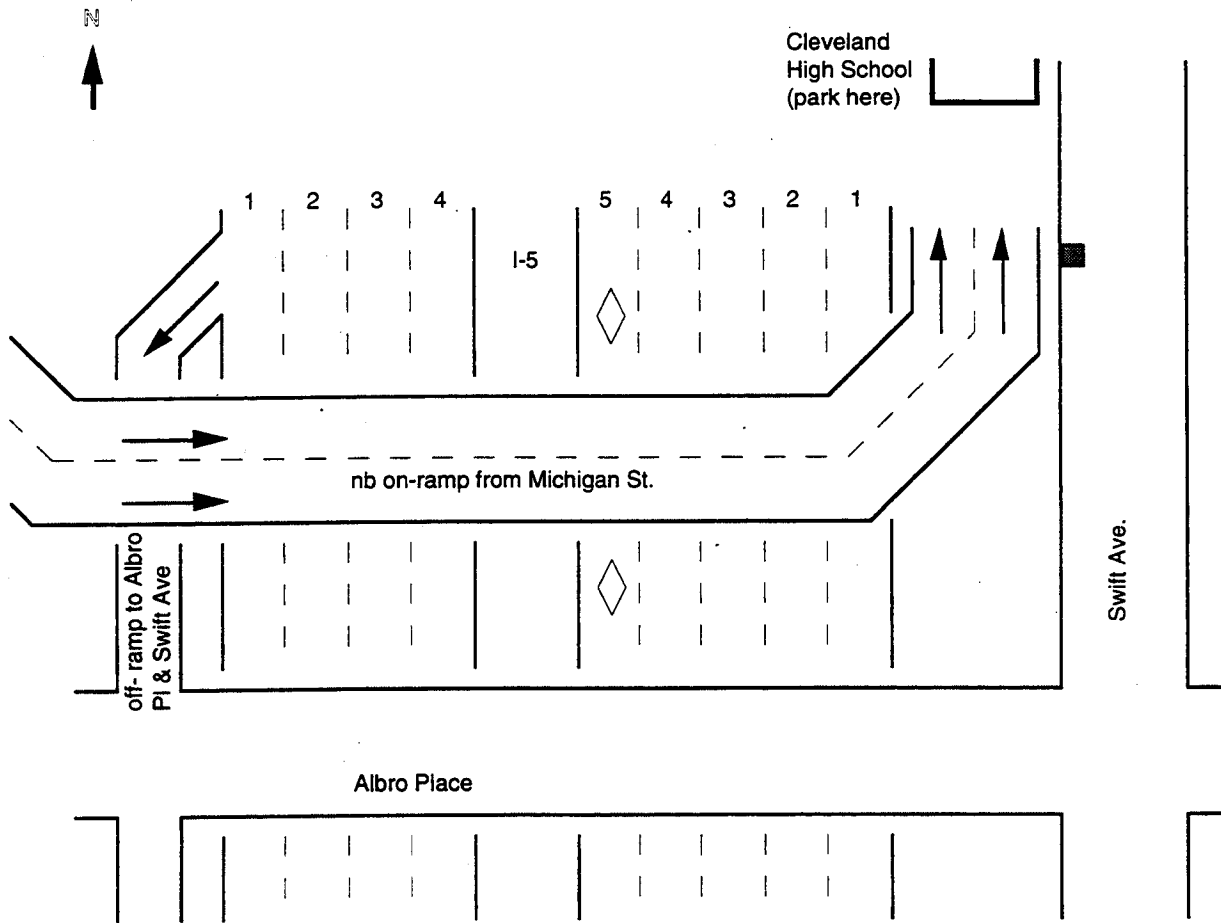 N
Cleveland
High School
(park here)
1 2 3 4 5 4 3 2 1
I-5
nb on-ramp from Michigan St.
off- ramp to Albro
Pl & Swift Ave
Swift Ave.
Albro Place